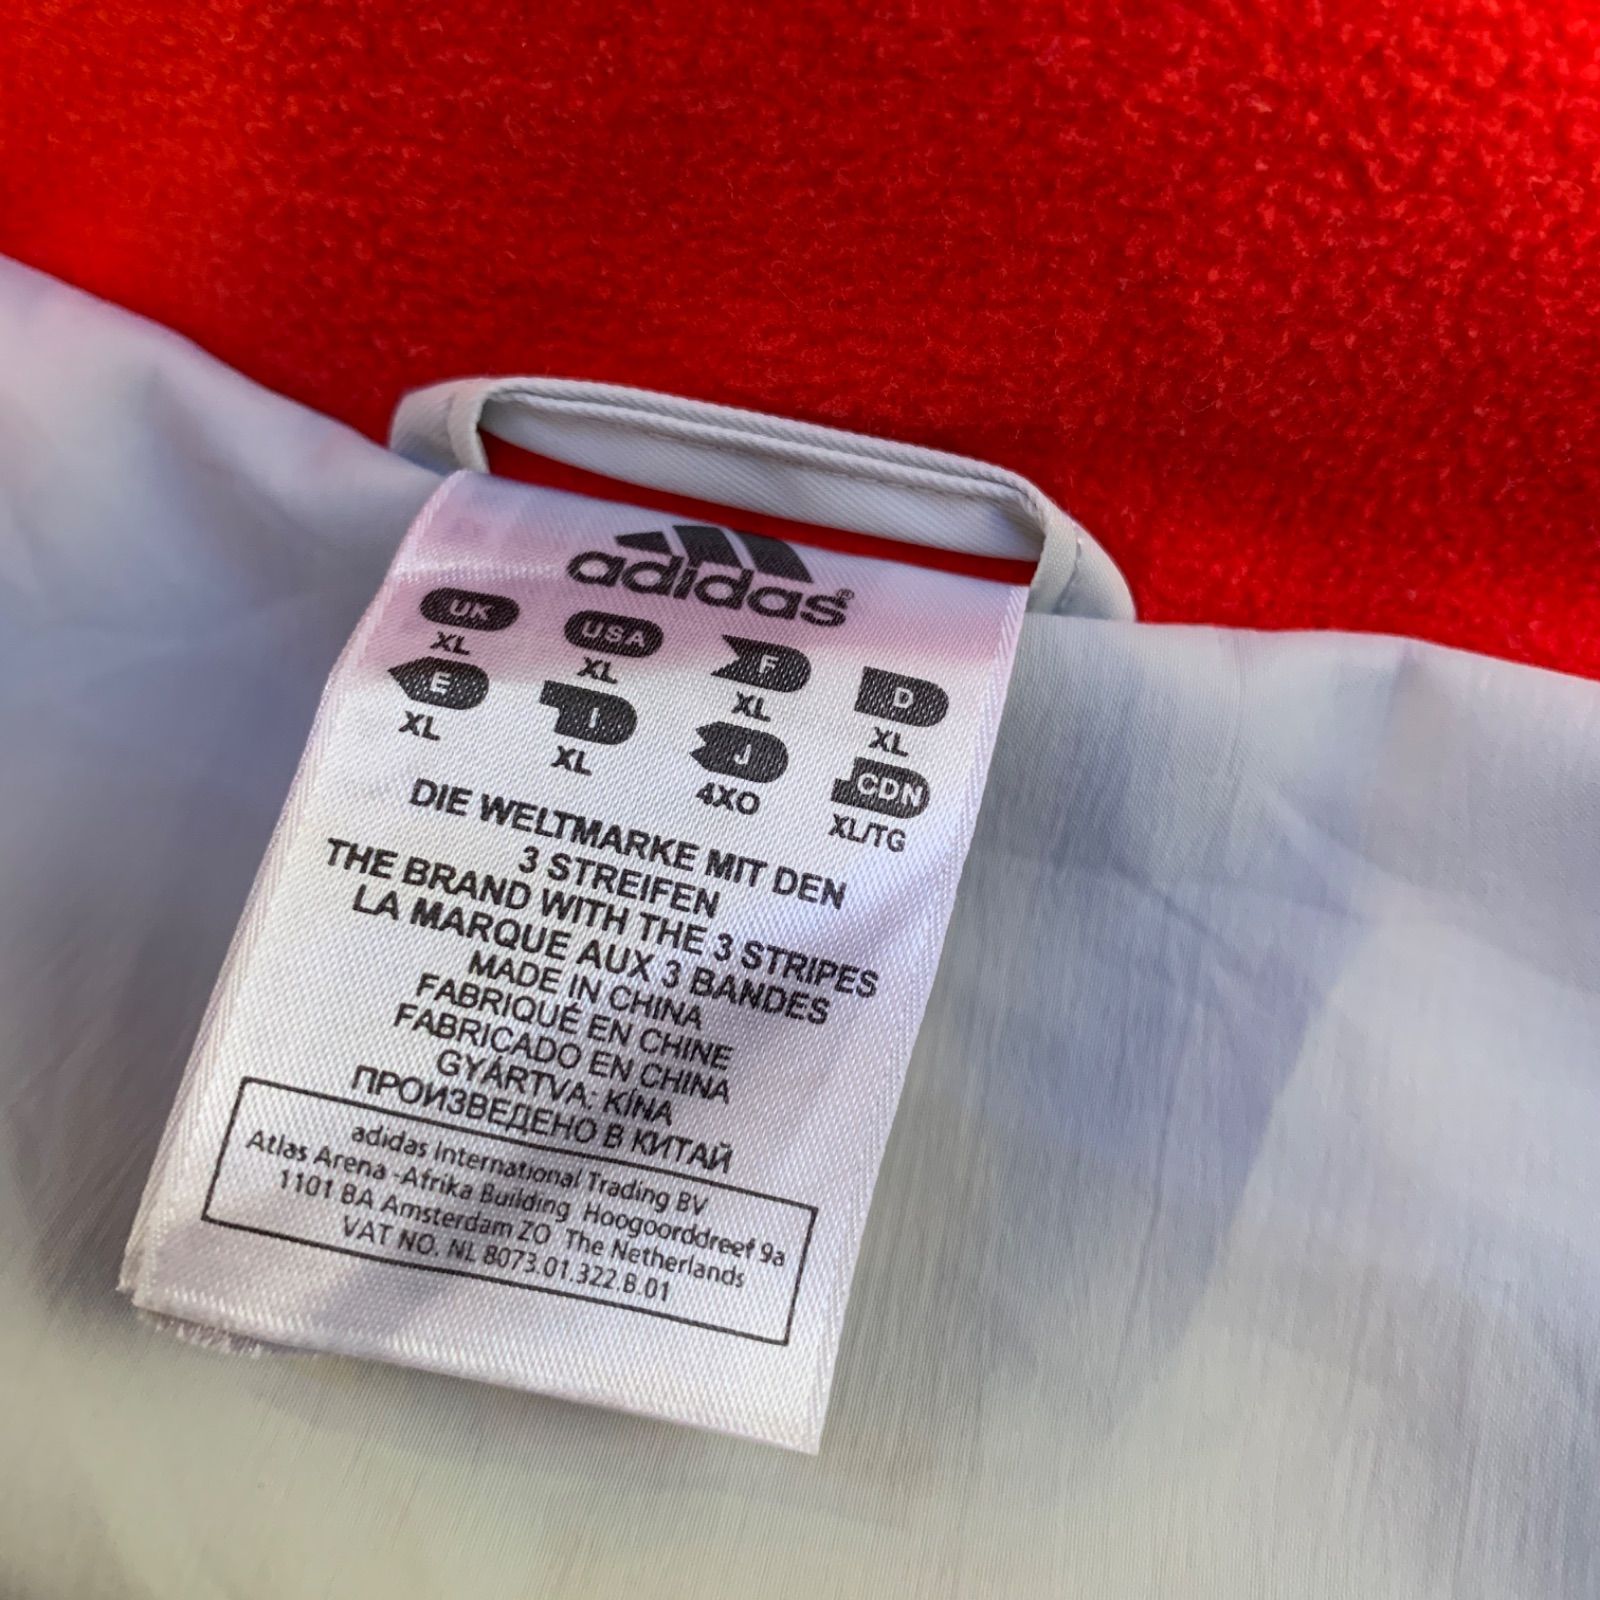 adidas®
UK USA F D
XL XL XL XL
E I J CDN
XL XL 4XO XL/TG
DIE WELTMARKE MIT DEN
3 STREIFEN
THE BRAND WITH THE 3 STRIPES
LA MARQUE AUX 3 BANDES
MADE IN CHINA
FABRIQUÉ EN CHINE
FABRICADO EN CHINA
GYÁRTVA: KÍNA
ПРОИЗВЕДЕНО В КИТАЙ
adidas International Trading BV
Atlas Arena -Afrika Building Hoogoorddreef 9a
1101 BA Amsterdam ZO The Netherlands
VAT NO. NL 8073.01.322.B.01